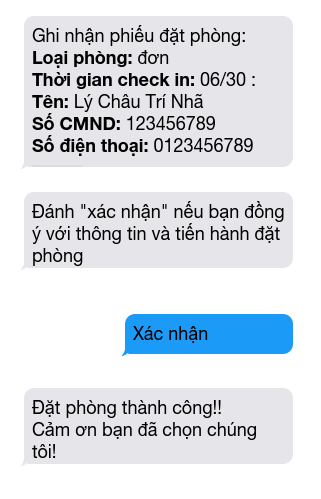 Ghi nhận phiếu đặt phòng:
Loại phòng: đơn
Thời gian check in: 06/30 :
Tên: Lý Châu Trí Nhã
Số CMND: 123456789
Số điện thoại: 0123456789
Đánh "xác nhận" nếu bạn đồng
ý với thông tin và tiến hành đặt
phòng
Xác nhận
Đặt phòng thành công!!
Cảm ơn bạn đã chọn chúng
tôi!